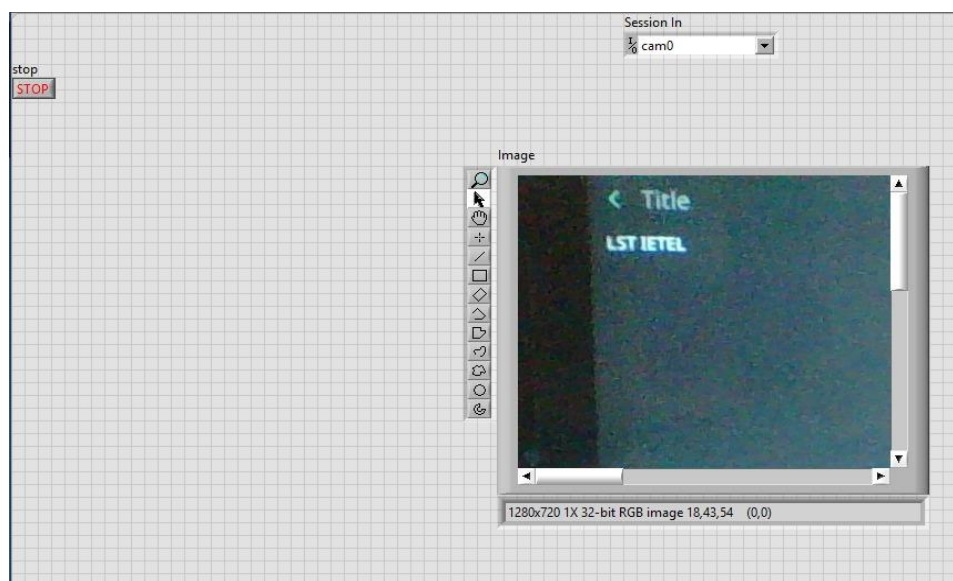 Session In
I/O cam0
stop
STOP
Image
Title
LST IETEL
1280x720 1X 32-bit RGB image 18,43,54 (0,0)